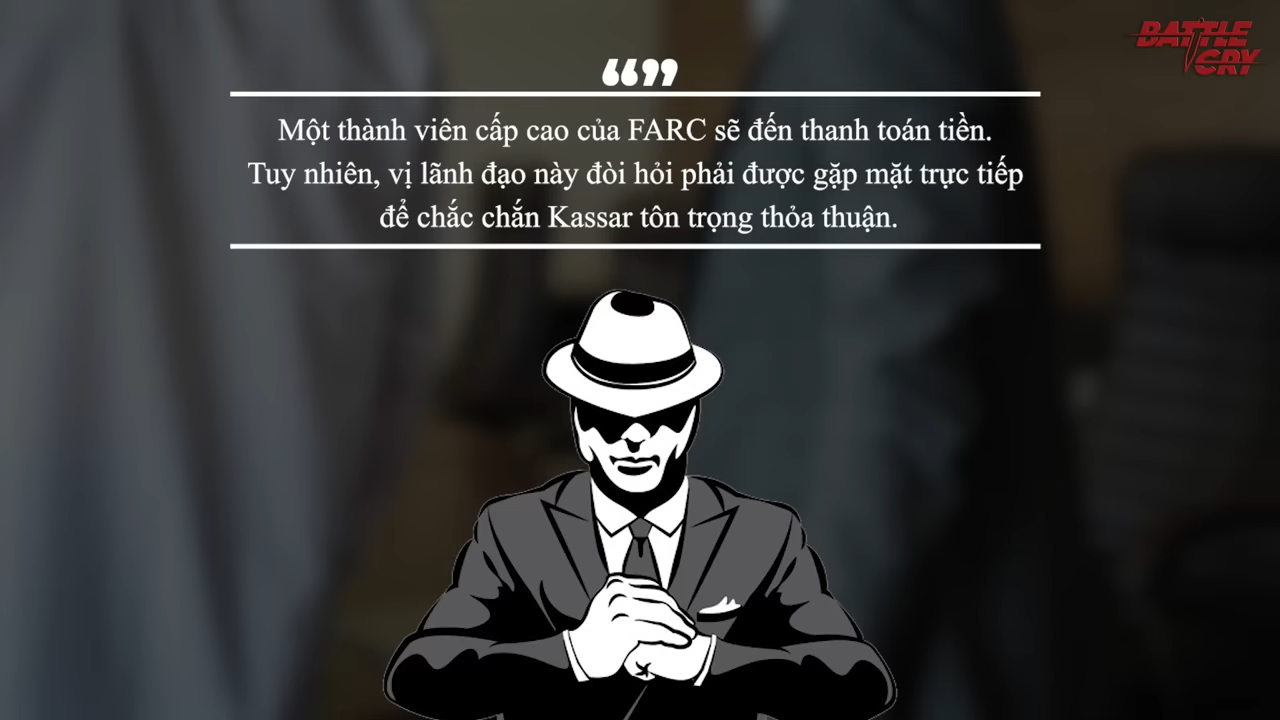 BATTLE
CRY
Một thành viên cấp cao của FARC sẽ đến thanh toán tiền.
Tuy nhiên, vị lãnh đạo này đòi hỏi phải được gặp mặt trực tiếp
để chắc chắn Kassar tôn trọng thỏa thuận.